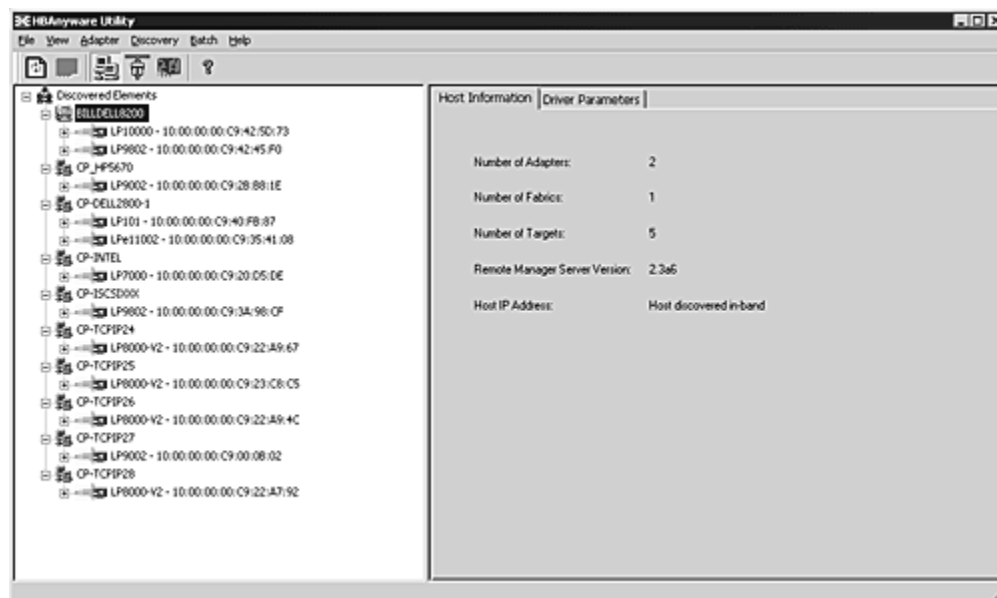 HBAnyware Utility
File View Adapter Discovery Batch Help
Discovered Elements
BILLDELL8200
LP10000 - 10:00:00:00:C9:42:5D:73
LP9802 - 10:00:00:00:C9:42:45:F0
CP_HP5670
LP9002 - 10:00:00:00:C9:28:B8:1E
CP-DELL2800-1
LP101 - 10:00:00:00:C9:40:FB:87
LPe11002 - 10:00:00:00:C9:35:41:08
CP-INTEL
LP7000 - 10:00:00:00:C9:20:D5:DE
CP-ISCSIXXX
LP9802 - 10:00:00:00:C9:3A:98:CF
CP-TCPIP24
LP8000-V2 - 10:00:00:00:C9:22:A9:67
CP-TCPIP25
LP8000-V2 - 10:00:00:00:C9:23:C8:C5
CP-TCPIP26
LP8000-V2 - 10:00:00:00:C9:22:A9:4C
CP-TCPIP27
LP9002 - 10:00:00:00:C9:00:08:02
CP-TCPIP28
LP8000-V2 - 10:00:00:00:C9:22:A7:92
Host Information Driver Parameters
Number of Adapters: 2
Number of Fabrics: 1
Number of Targets: 5
Remote Manager Server Version: 2.3a6
Host IP Address: Host discovered in-band